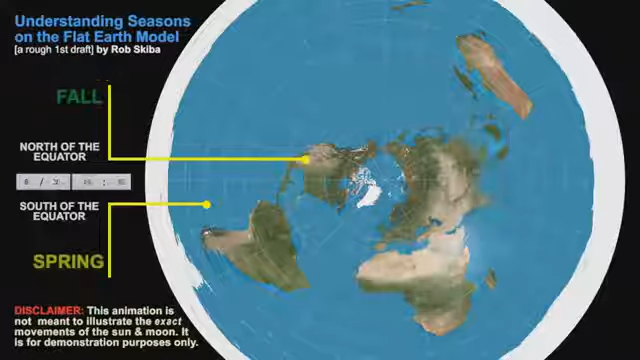 Understanding Seasons
on the Flat Earth Model
[a rough 1st draft] by Rob Skiba
FALL
NORTH OF THE
EQUATOR
SOUTH OF THE
EQUATOR
SPRING
DISCLAIMER: This animation is
not meant to illustrate the exact
movements of the sun & moon. It
is for demonstration purposes only.